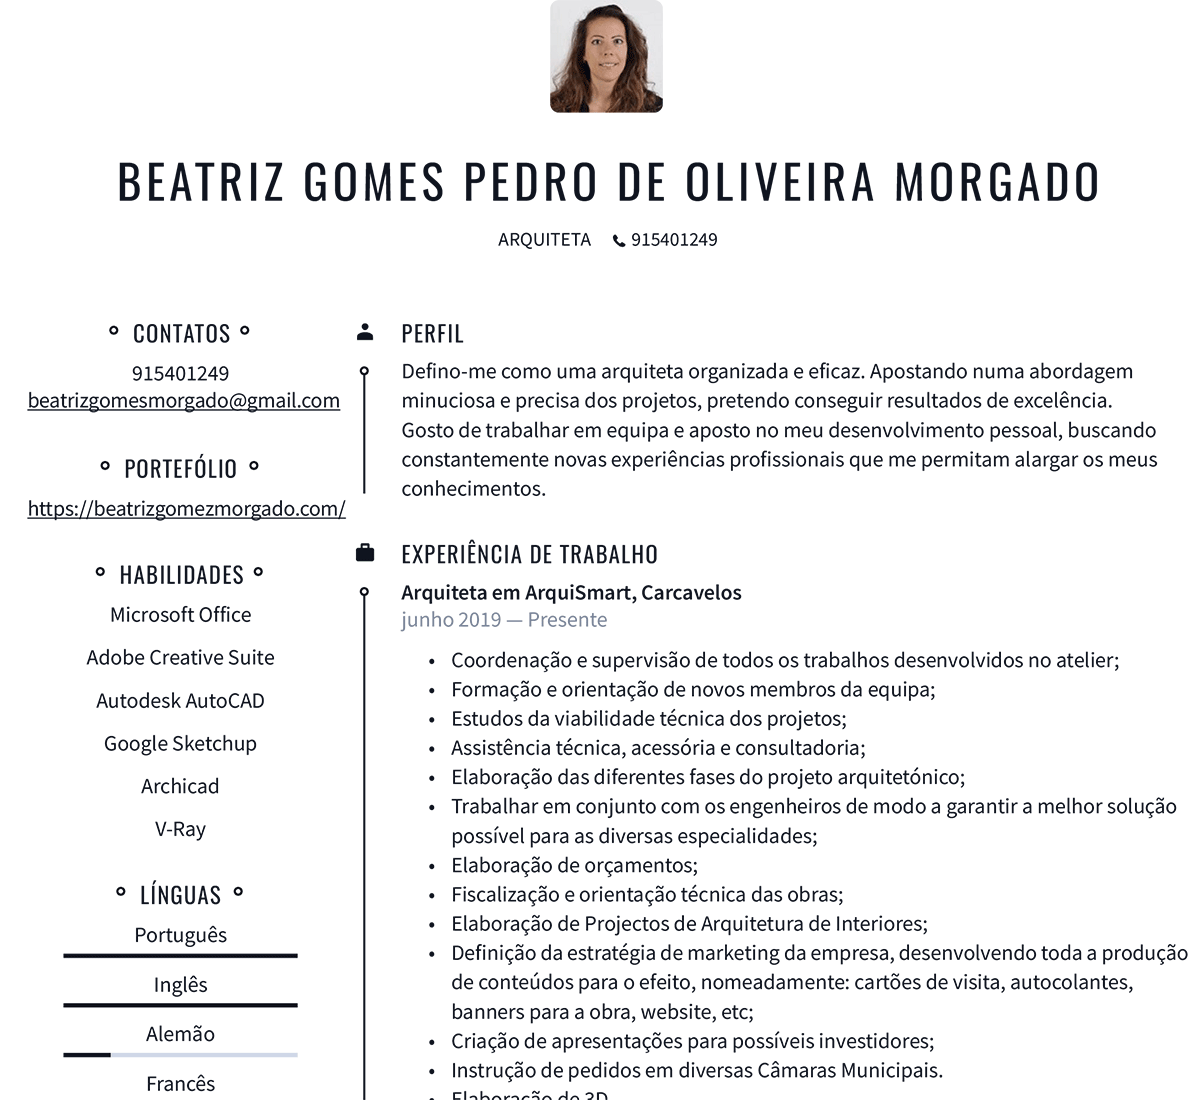 BEATRIZ GOMES PEDRO DE OLIVEIRA MORGADO
ARQUITETA 915401249
CONTATOS
915401249
beatrizgomesmorgado@gmail.com
PORTEFÓLIO
https://beatrizgomezmorgado.com/
HABILIDADES
Microsoft Office
Adobe Creative Suite
Autodesk AutoCAD
Google Sketchup
Archicad
V-Ray
LÍNGUAS
Português
Inglês
Alemão
Francês
PERFIL
Defino-me como uma arquiteta organizada e eficaz. Apostando numa abordagem
minuciosa e precisa dos projetos, pretendo conseguir resultados de excelência.
Gosto de trabalhar em equipa e aposto no meu desenvolvimento pessoal, buscando
constantemente novas experiências profissionais que me permitam alargar os meus
conhecimentos.
EXPERIÊNCIA DE TRABALHO
Arquiteta em ArquiSmart, Carcavelos
junho 2019 — Presente
• Coordenação e supervisão de todos os trabalhos desenvolvidos no atelier;
• Formação e orientação de novos membros da equipa;
• Estudos da viabilidade técnica dos projetos;
• Assistência técnica, acessória e consultadoria;
• Elaboração das diferentes fases do projeto arquitetónico;
• Trabalhar em conjunto com os engenheiros de modo a garantir a melhor solução
possível para as diversas especialidades;
• Elaboração de orçamentos;
• Fiscalização e orientação técnica das obras;
• Elaboração de Projectos de Arquitetura de Interiores;
• Definição da estratégia de marketing da empresa, desenvolvendo toda a produção
de conteúdos para o efeito, nomeadamente: cartões de visita, autocolantes,
banners para a obra, website, etc;
• Criação de apresentações para possíveis investidores;
• Instrução de pedidos em diversas Câmaras Municipais.
• Elaboração de 3D